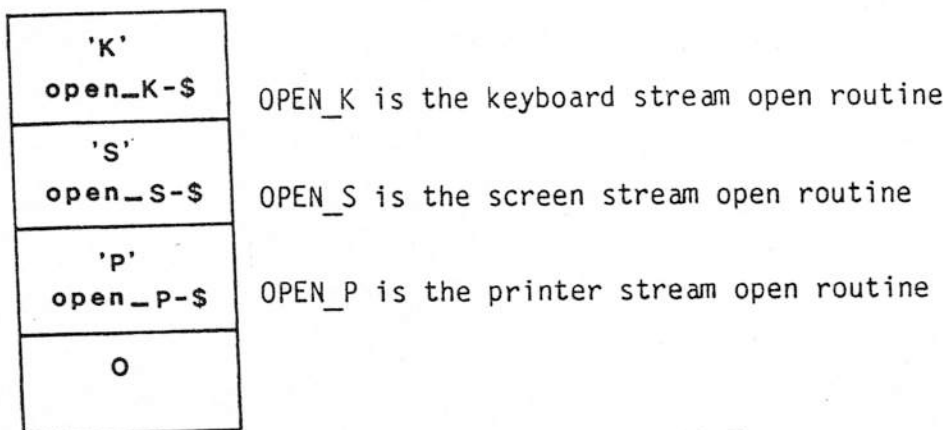 'K'
open_K-$ OPEN_K is the keyboard stream open routine
'S'
open_S-$ OPEN_S is the screen stream open routine
'P'
open_P-$ OPEN_P is the printer stream open routine
0